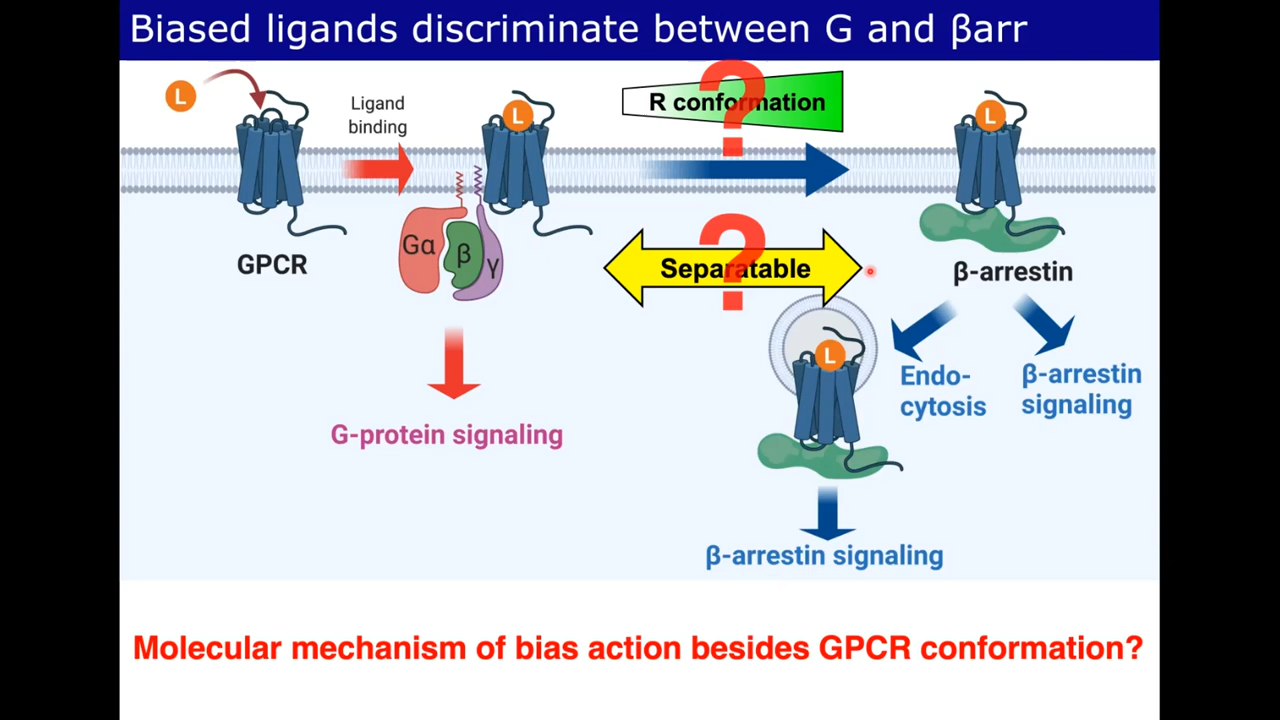 Biased ligands discriminate between G and βarr
L
Ligand
binding
L
?
R conformation
L
Gα
β
γ
GPCR
?
Separatable
β-arrestin
L
Endo-
cytosis
β-arrestin
signaling
G-protein signaling
β-arrestin signaling
Molecular mechanism of bias action besides GPCR conformation?